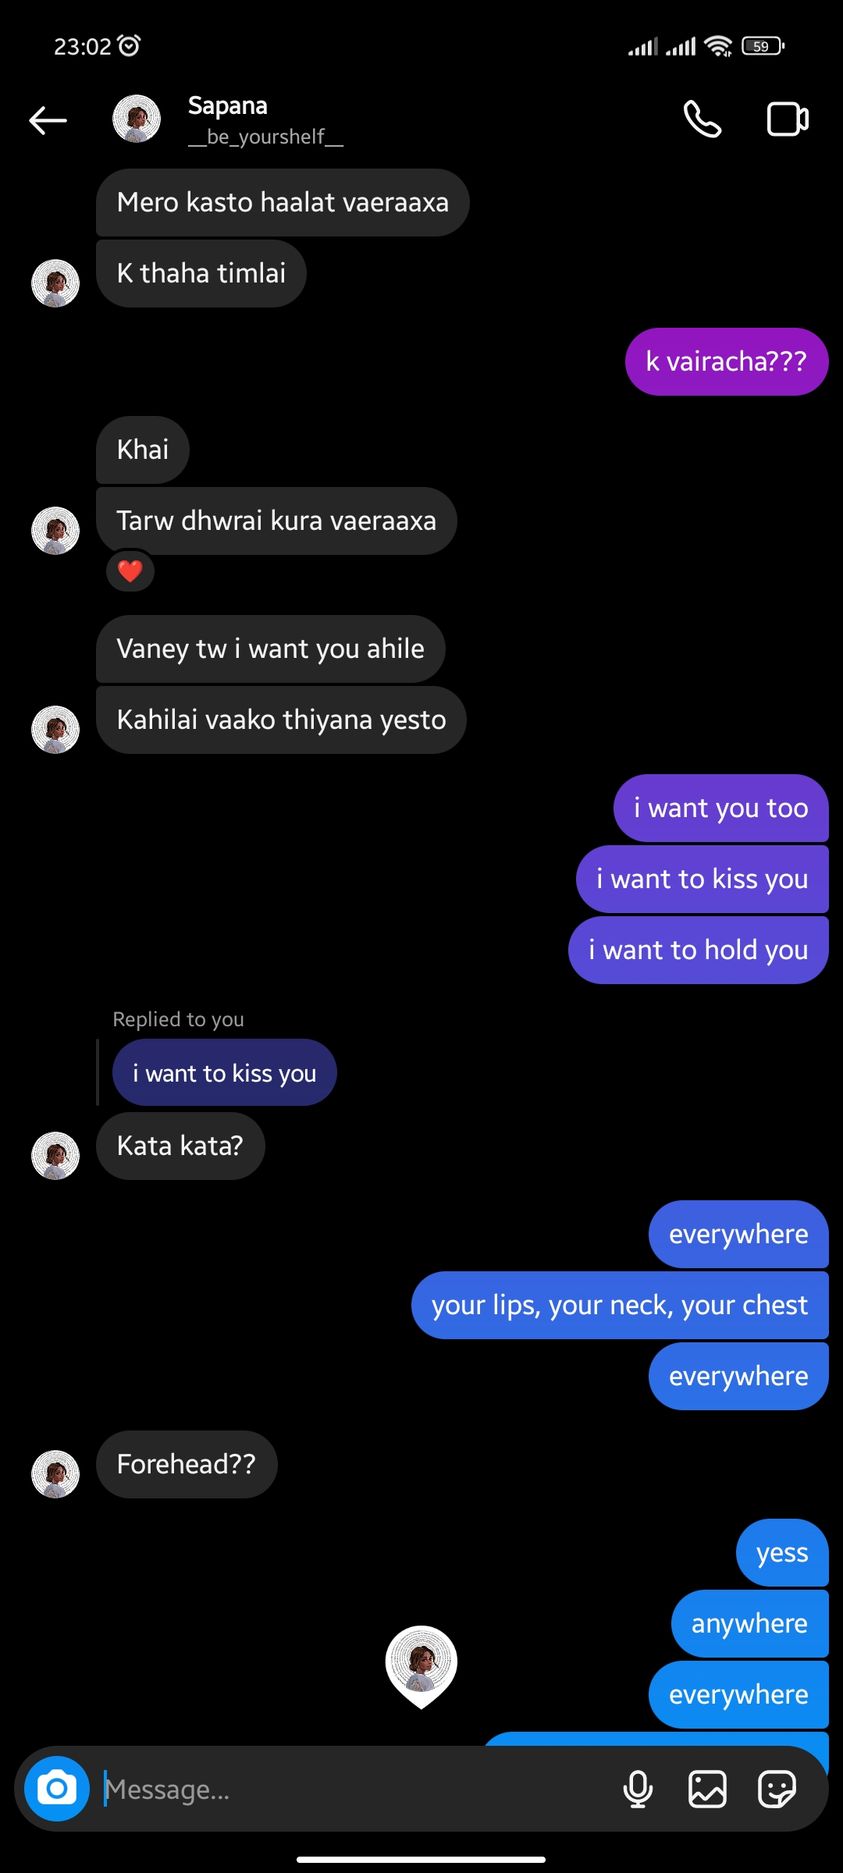 23:02
59
Sapana
__be_yourshelf__
Mero kasto haalat vaeraaxa
K thaha timlai
k vairacha???
Khai
Tarw dhwrai kura vaeraaxa
Vaney tw i want you ahile
Kahilai vaako thiyana yesto
i want you too
i want to kiss you
i want to hold you
Replied to you
i want to kiss you
Kata kata?
everywhere
your lips, your neck, your chest
everywhere
Forehead??
yess
anywhere
everywhere
Message...